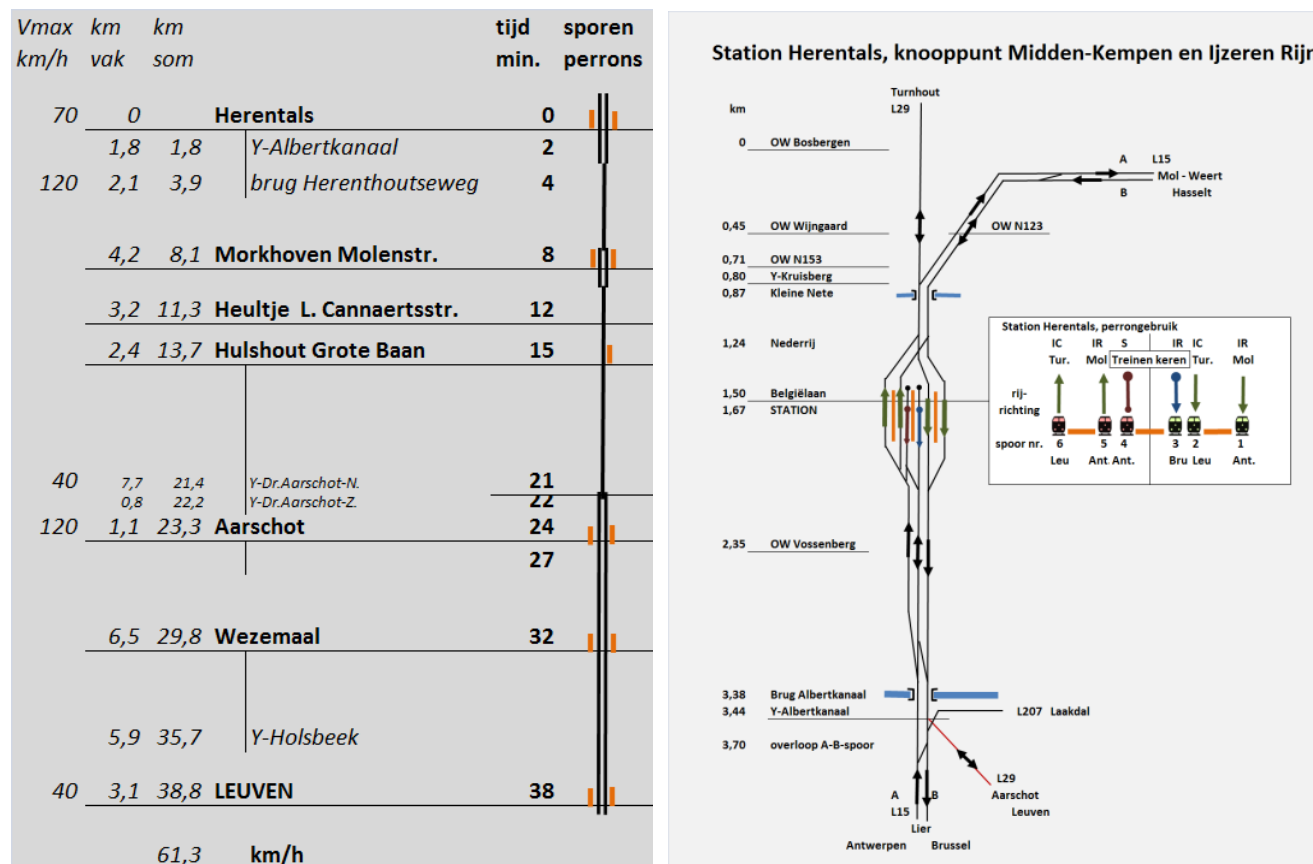 Vmax km km tijd sporen
km/h vak som min. perrons
70 0 Herentals 0
1,8 1,8 Y-Albertkanaal 2
120 2,1 3,9 brug Herenthoutseweg 4
4,2 8,1 Morkhoven Molenstr. 8
3,2 11,3 Heultje L. Cannaertsstr. 12
2,4 13,7 Hulshout Grote Baan 15
40 7,7 21,4 Y-Dr.Aarschot-N. 21
0,8 22,2 Y-Dr.Aarschot-Z. 22
120 1,1 23,3 Aarschot 24
27
6,5 29,8 Wezemaal 32
5,9 35,7 Y-Holsbeek
40 3,1 38,8 LEUVEN 38
61,3 km/h
Station Herentals, knooppunt Midden-Kempen en Ijzeren Rijn
Turnhout
km L29
0 OW Bosbergen
A L15
Mol - Weert
B Hasselt
0,45 OW Wijngaard OW N123
0,71 OW N153
0,80 Y-Kruisberg
0,87 Kleine Nete
1,24 Nederrij
1,50 Belgiëlaan
1,67 STATION
Station Herentals, perrongebruik
IC IR S IR IC IR
Tur. Mol Treinen keren Tur. Mol
rij-
richting
spoor nr. 6 5 4 3 2 1
Leu Ant. Ant. Bru Leu Ant.
2,35 OW Vossenberg
3,38 Brug Albertkanaal
3,44 Y-Albertkanaal L207 Laakdal
3,70 overloop A-B-spoor
L29
A B Aarschot
L15 Leuven
Lier
Antwerpen Brussel